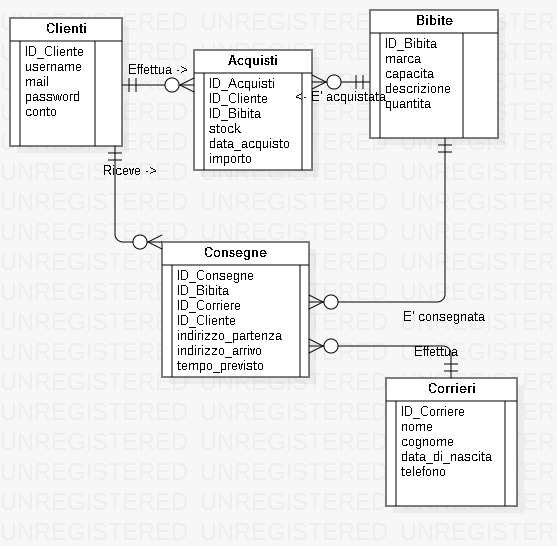 Clienti
ID_Cliente
username
mail
password
conto
Effettua ->
Acquisti
ID_Acquisti
ID_Cliente
ID_Bibita
stock
data_acquisto
importo
<- E' acquistata
Bibite
ID_Bibita
marca
capacita
descrizione
quantita
Riceve ->
Consegne
ID_Consegne
ID_Bibita
ID_Corriere
ID_Cliente
indirizzo_partenza
indirizzo_arrivo
tempo_previsto
E' consegnata
Effettua
Corrieri
ID_Corriere
nome
cognome
data_di_nascita
telefono
UNREGISTERED UNREGISTERED UNREGISTERED